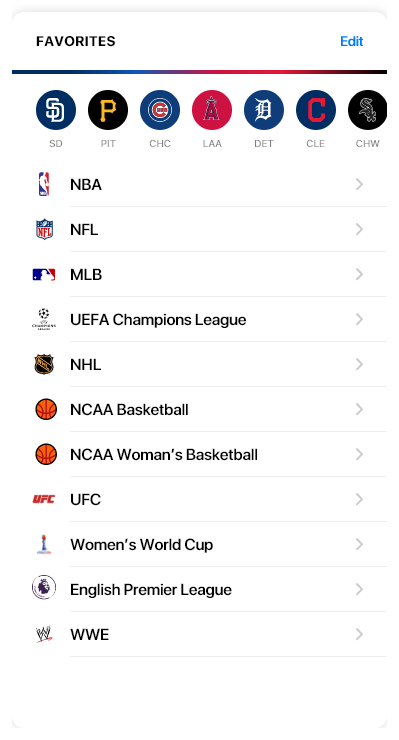 FAVORITES
Edit
SD PIT CHC LAA DET CLE CHW
NBA
NFL
MLB
UEFA Champions League
NHL
NCAA Basketball
NCAA Woman's Basketball
UFC
UFC
Women's World Cup
English Premier League
WWE